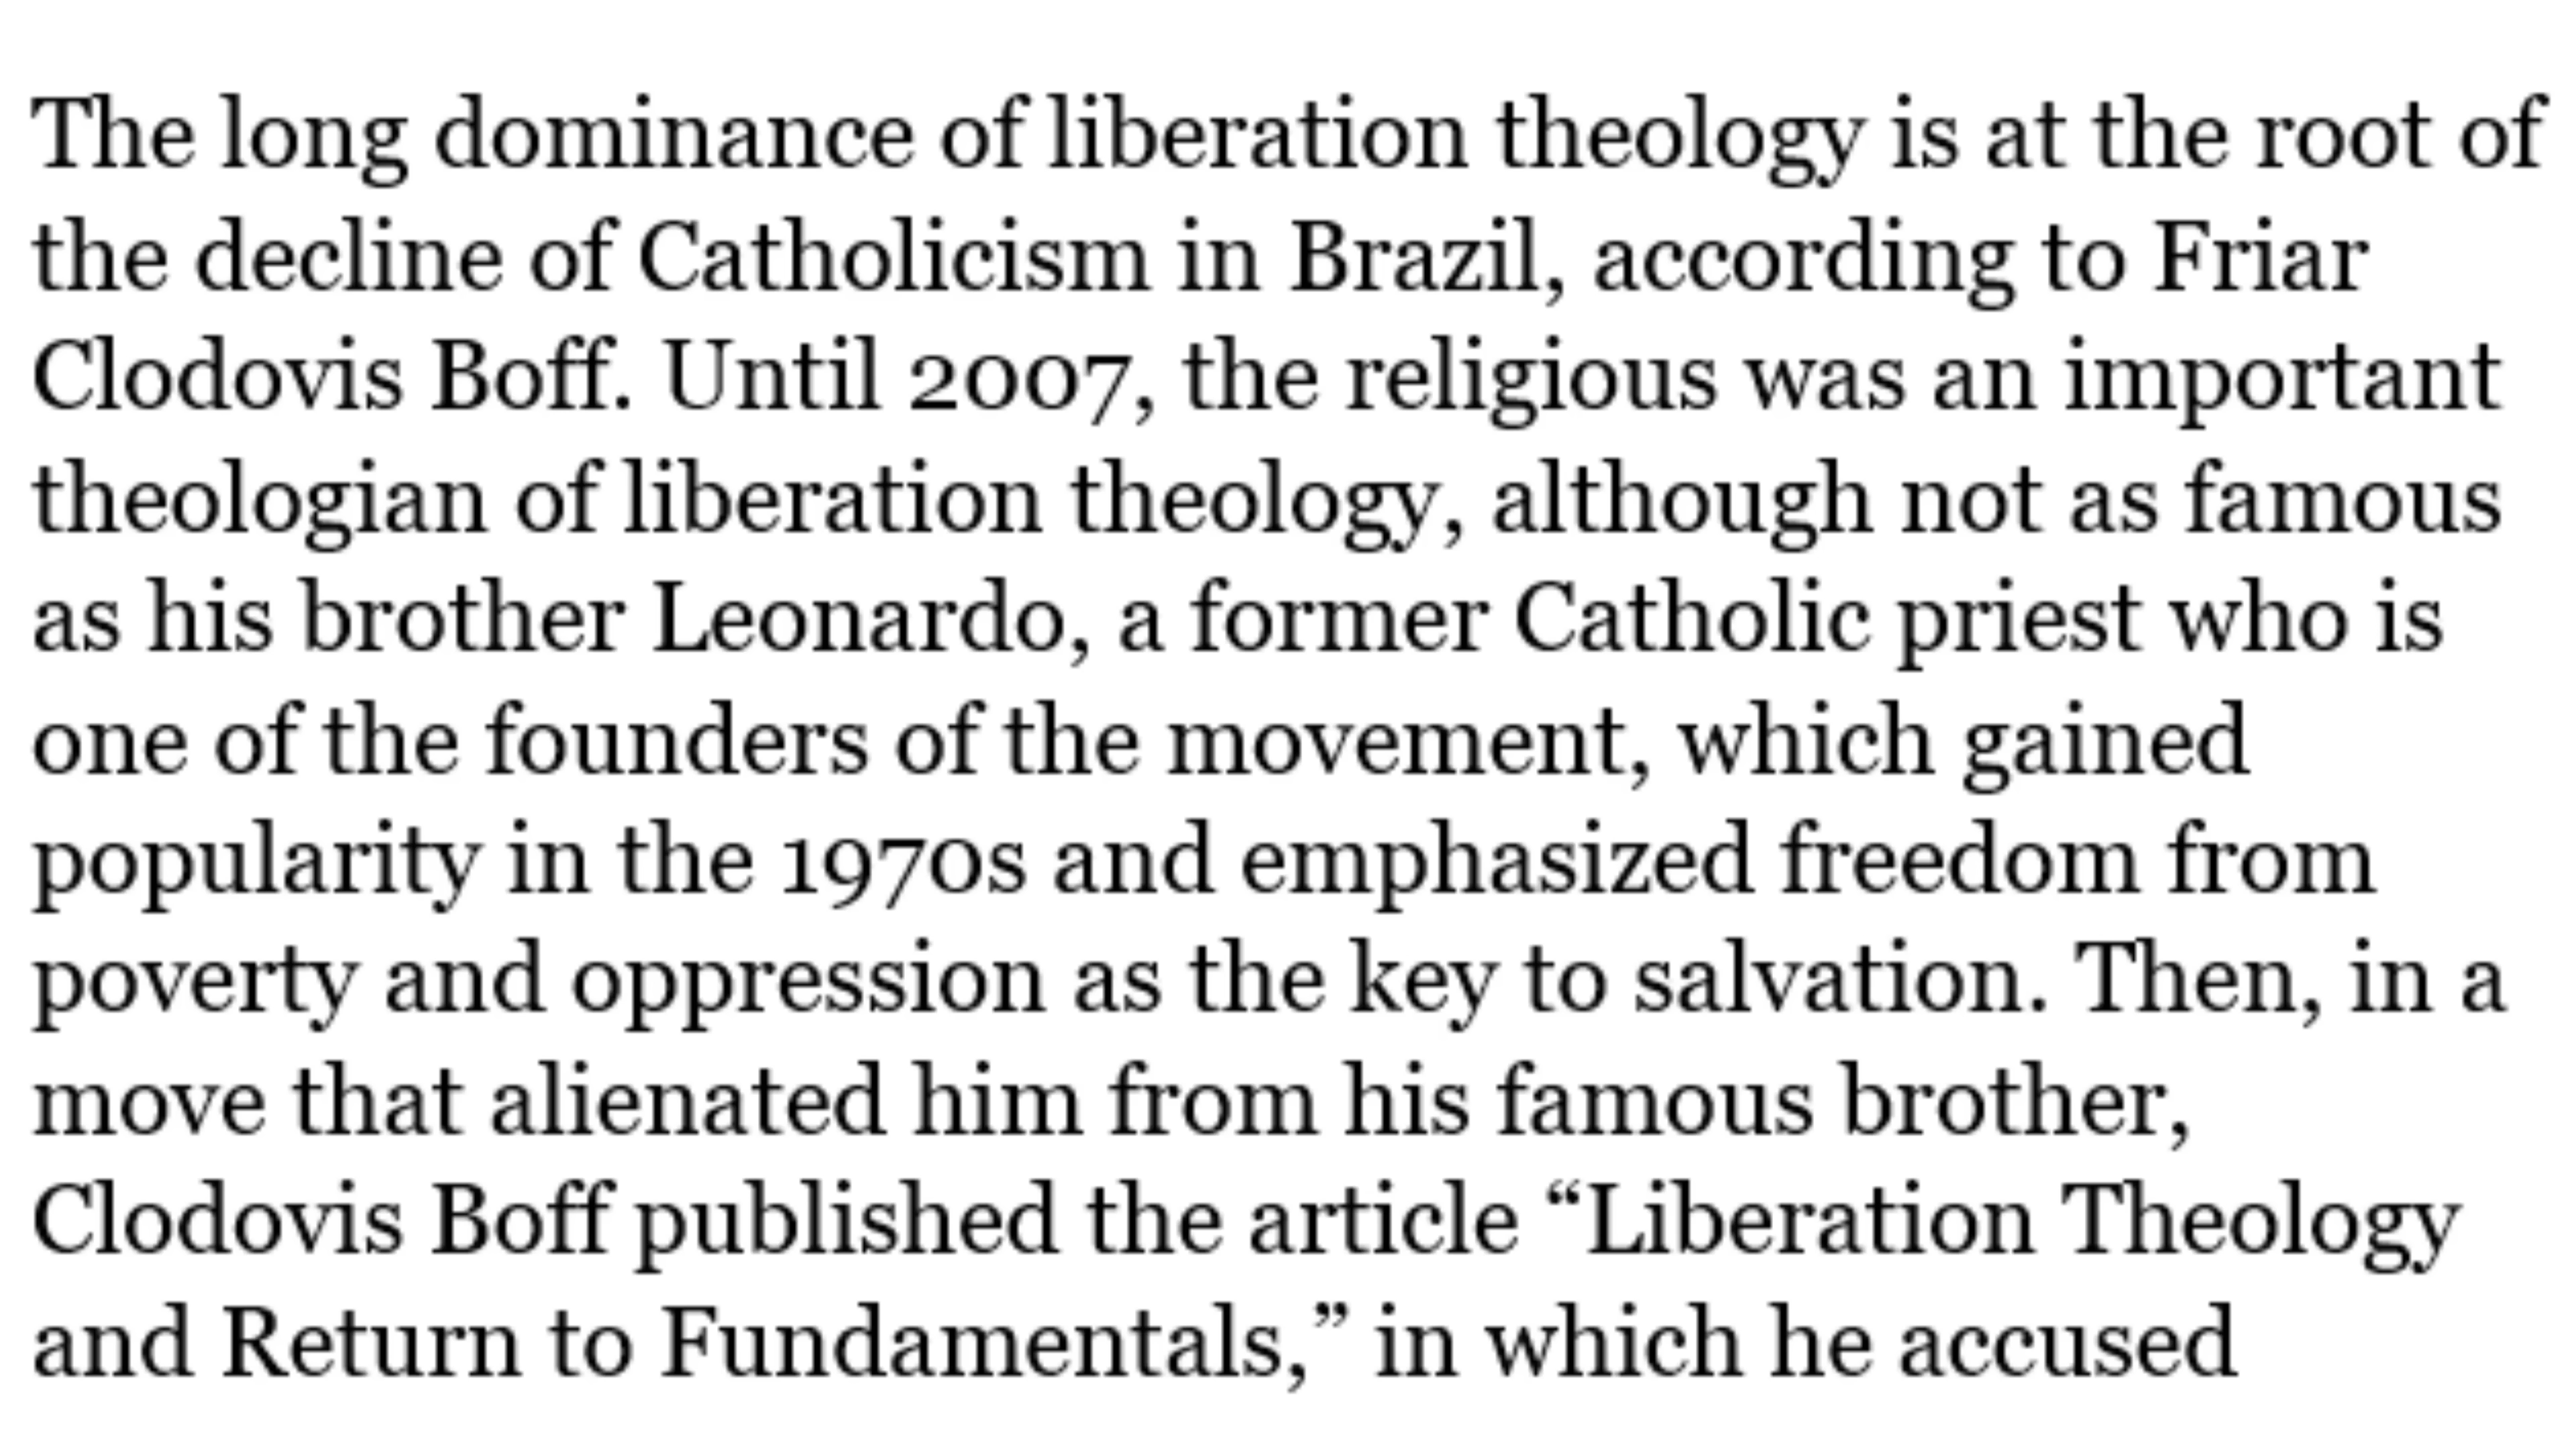 The long dominance of liberation theology is at the root of
the decline of Catholicism in Brazil, according to Friar
Clodovis Boff. Until 2007, the religious was an important
theologian of liberation theology, although not as famous
as his brother Leonardo, a former Catholic priest who is
one of the founders of the movement, which gained
popularity in the 1970s and emphasized freedom from
poverty and oppression as the key to salvation. Then, in a
move that alienated him from his famous brother,
Clodovis Boff published the article “Liberation Theology
and Return to Fundamentals,” in which he accused